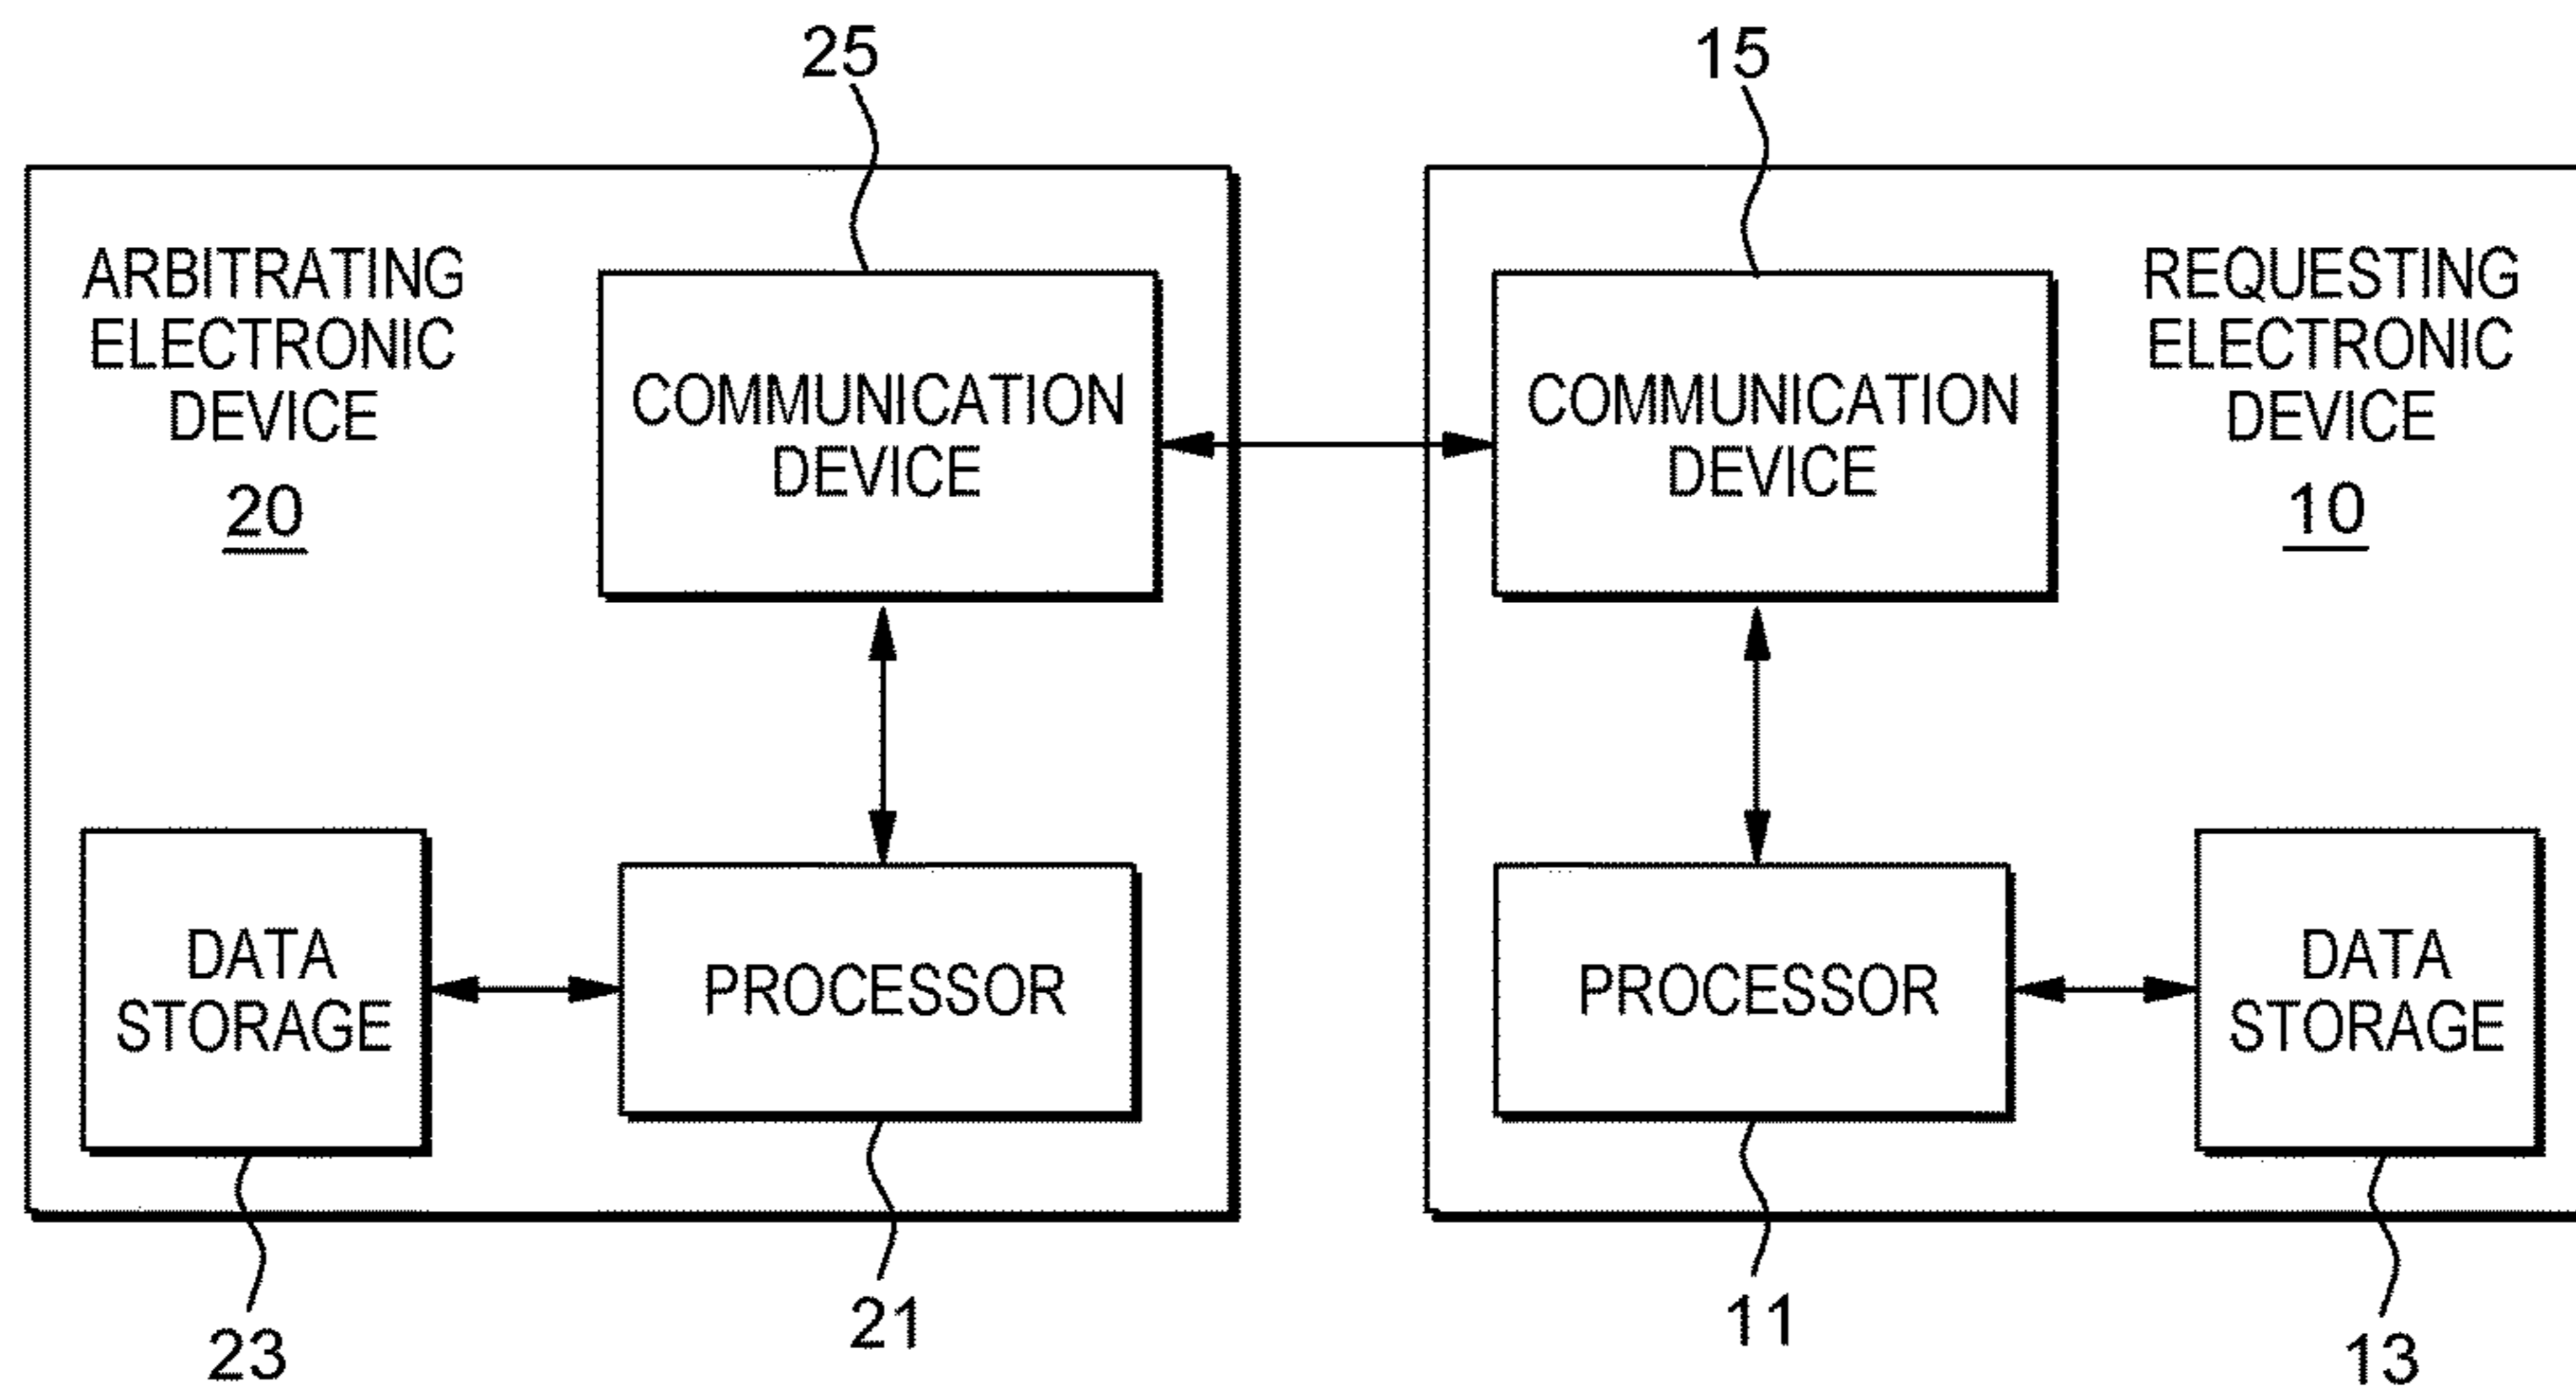 25
15
ARBITRATING
ELECTRONIC
DEVICE
20
COMMUNICATION
DEVICE
COMMUNICATION
DEVICE
REQUESTING
ELECTRONIC
DEVICE
10
DATA
STORAGE
PROCESSOR
PROCESSOR
DATA
STORAGE
23
21
11
13